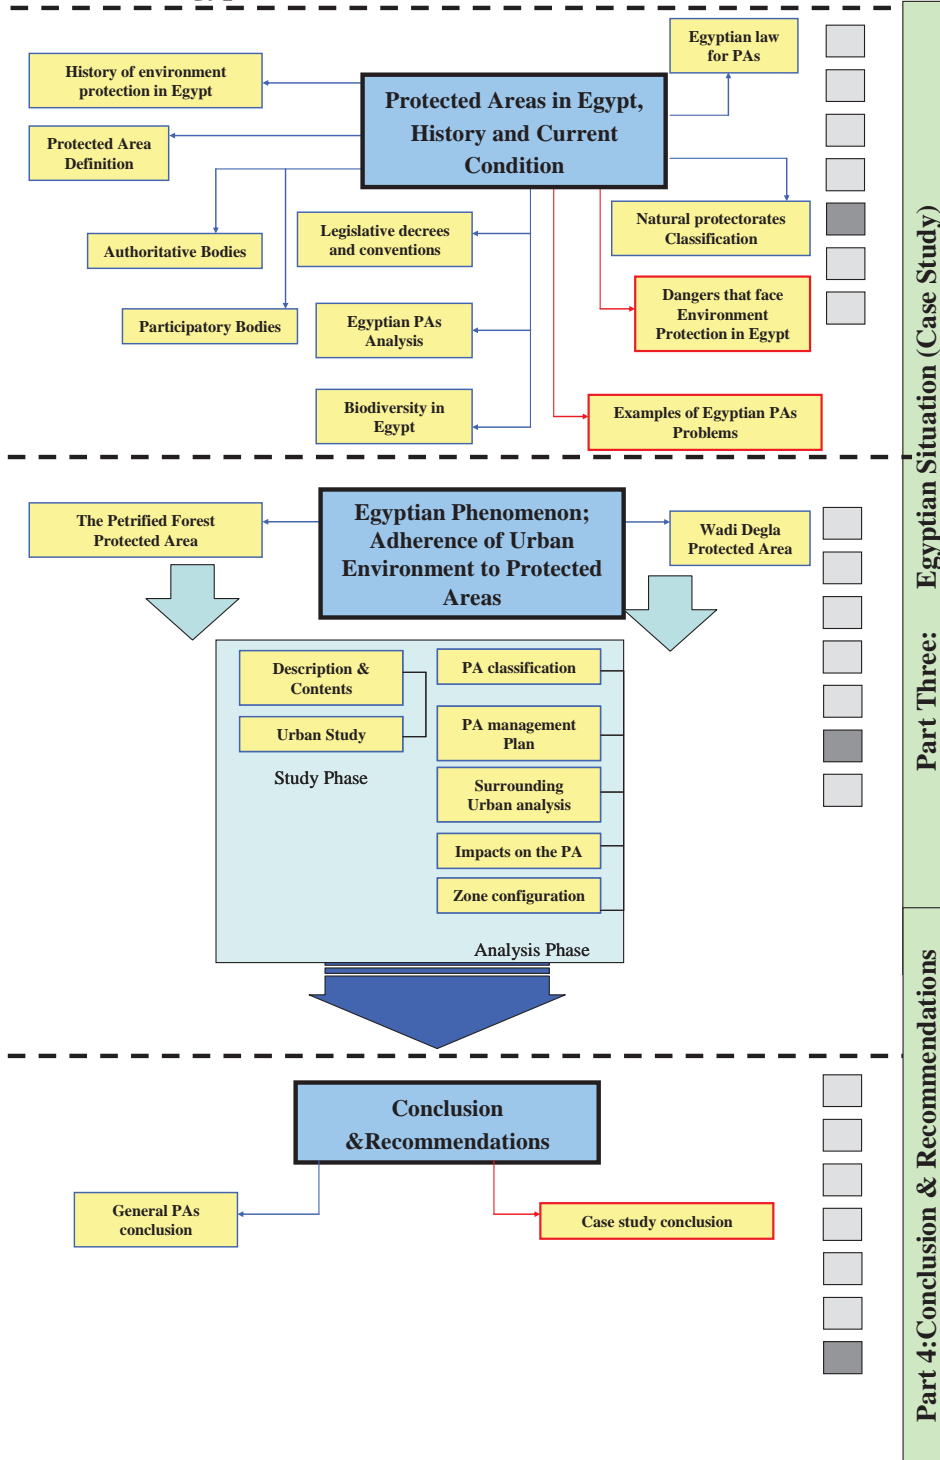 Egyptian law
for PAs
History of environment
protection in Egypt
Protected Areas in Egypt,
History and Current
Condition
Protected Area
Definition
Natural protectorates
Classification
Legislative decrees
and conventions
Authoritative Bodies
Dangers that face
Environment
Protection in Egypt
Participatory Bodies
Egyptian PAs
Analysis
Biodiversity in
Egypt
Examples of Egyptian PAs
Problems
The Petrified Forest
Protected Area
Egyptian Phenomenon;
Adherence of Urban
Environment to Protected
Areas
Wadi Degla
Protected Area
Description &
Contents
Urban Study
Study Phase
PA classification
PA management
Plan
Surrounding
Urban analysis
Impacts on the PA
Zone configuration
Analysis Phase
Conclusion
&Recommendations
General PAs
conclusion
Case study conclusion
Part Three: Egyptian Situation (Case Study)
Part 4:Conclusion & Recommendations